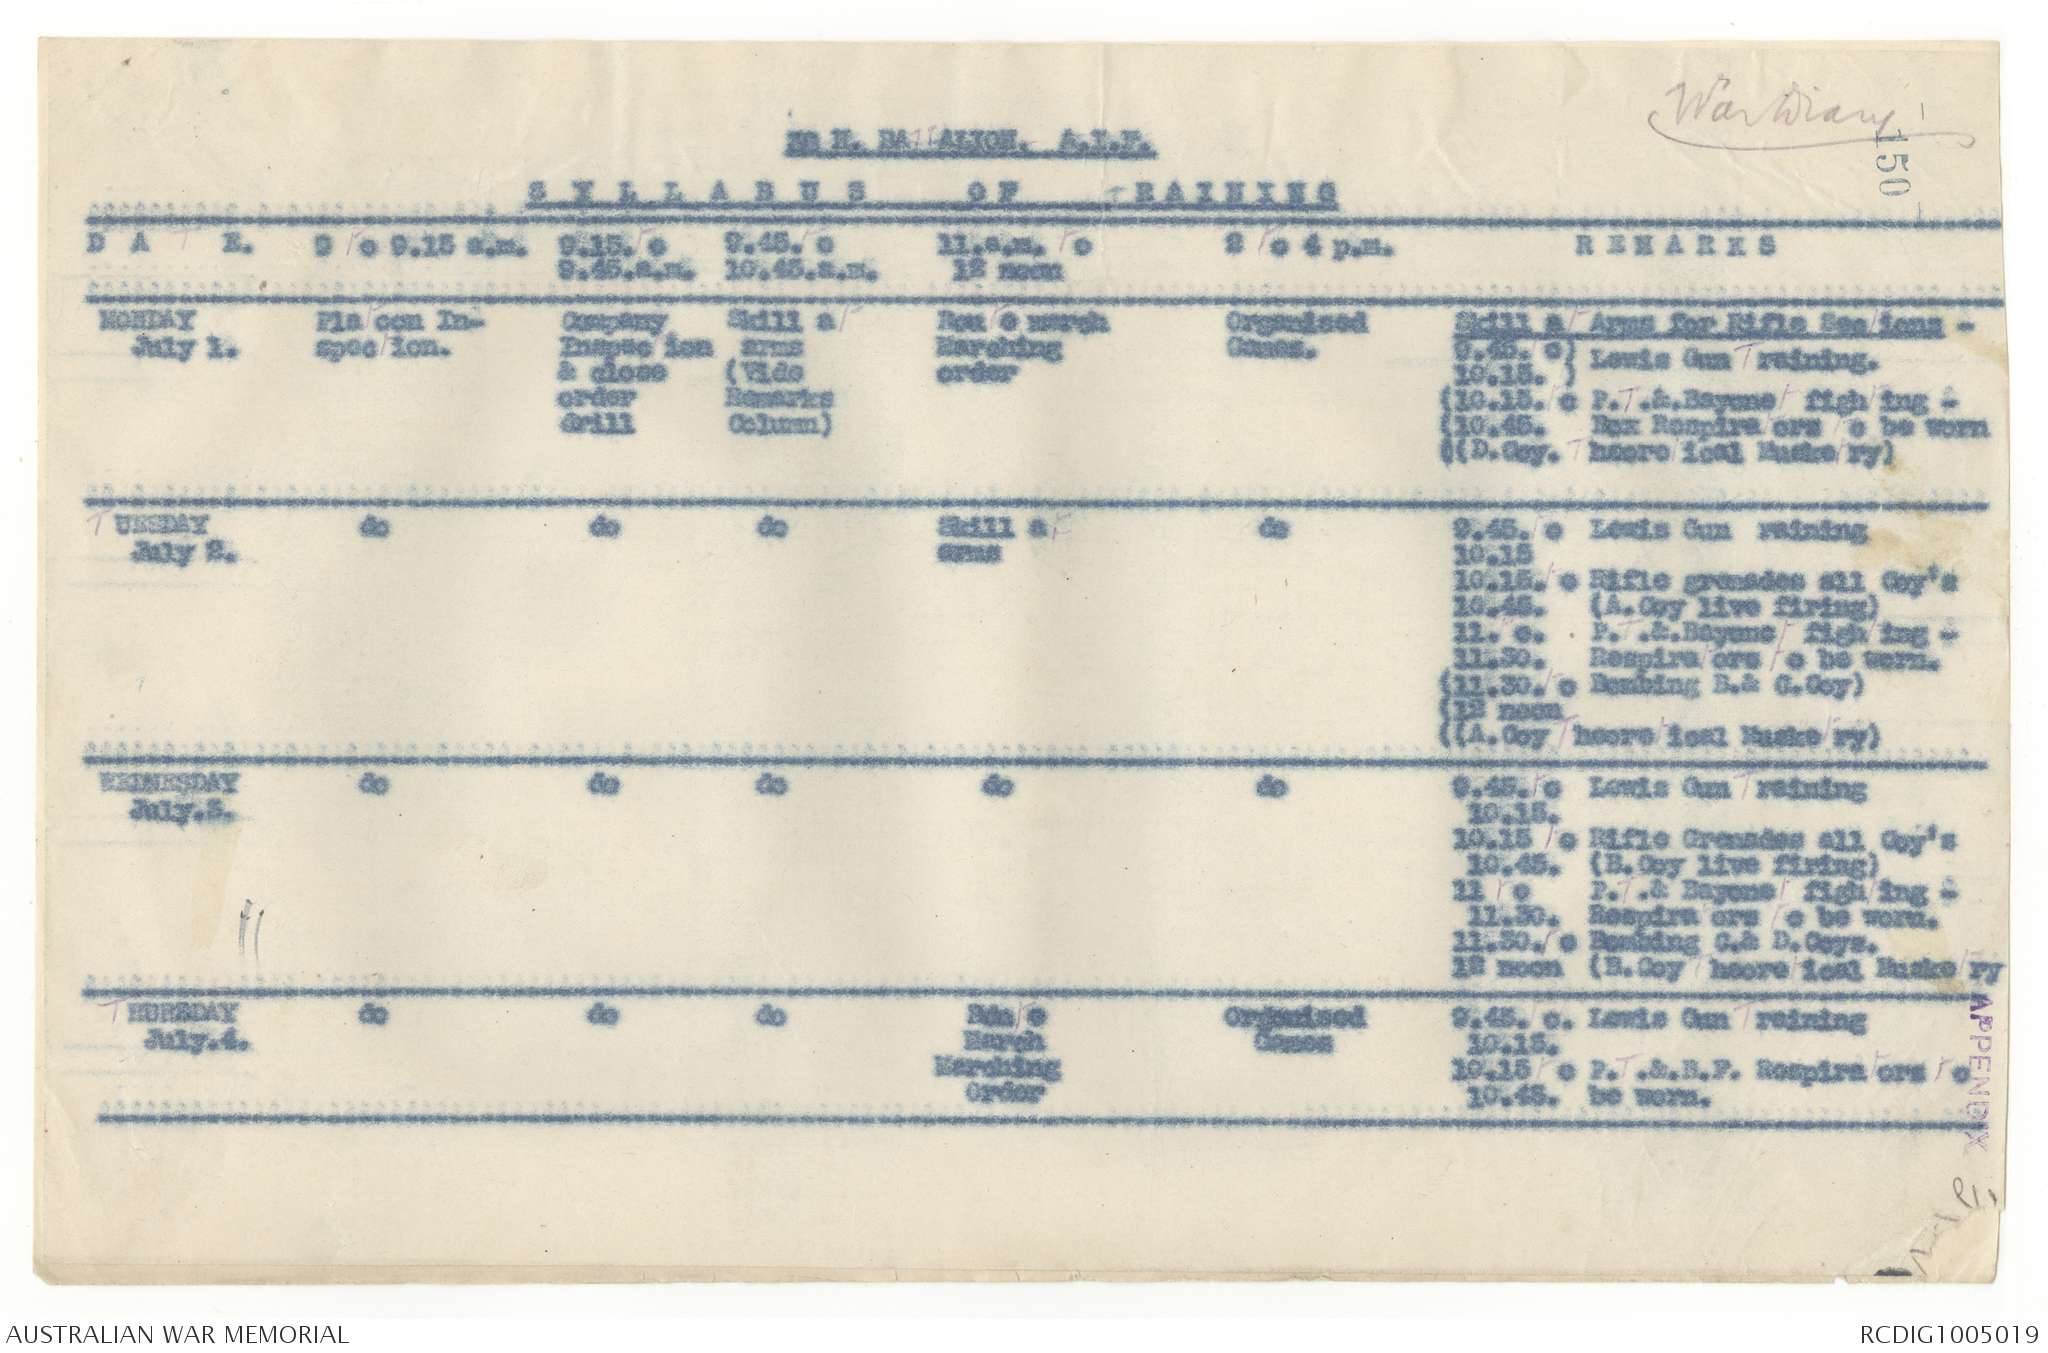 War Diary
150
BATTALION. A.I.F.
SYLLABUS OF TRAINING
DATE. 9 to 9.15 a.m. 9.15. to 9.45. to 11.a.m. to 2 to 4 p.m. REMARKS
9.45.a.m. 10.45.a.m. 12 noon
MONDAY Platoon In- Company Skill at Route march Organised Skill at Arms for Rifle Sections -
July 1. spection. Inspection arms Marching Games. 9.45. to) Lewis Gun Training.
& close (Vide order 10.15. )
order Remarks (10.15. to P.T.&.Bayonet fighting -
drill Column) (10.45. Box Respirators to be worn
((D.Coy. Theoretical Musketry)
TUESDAY do do do Skill at do 9.45. to Lewis Gun raining
July 2. arms 10.15
10.15. to Rifle grenades all Coy's
10.45. (A.Coy live firing)
11. to. P.T.&.Bayonet fighting -
11.30. Respirators to be worn.
(11.30. to Bombing B.& C.Coy)
(12 noon
((A.Coy Theoretical Musketry)
WEDNESDAY do do do do do 9.45. to Lewis Gun Training
July.3. 10.15.
10.15 to Rifle Grenades all Coy's
10.45. (B.Coy live firing)
11 to P.T.& Bayonet fighting -
11.30. Respirators to be worn.
11.30. to Bombing C.& D.Coys.
12 noon (B.Coy Theoretical Musketry
THURSDAY do do do Route Organised 9.45. to. Lewis Gun Training
July.4. March Games 10.15.
Marching 10.15 to P.T.&.B.F. Respirators to
Order 10.45. be worn.
APPENDIX
AUSTRALIAN WAR MEMORIAL
RCDIG1005019